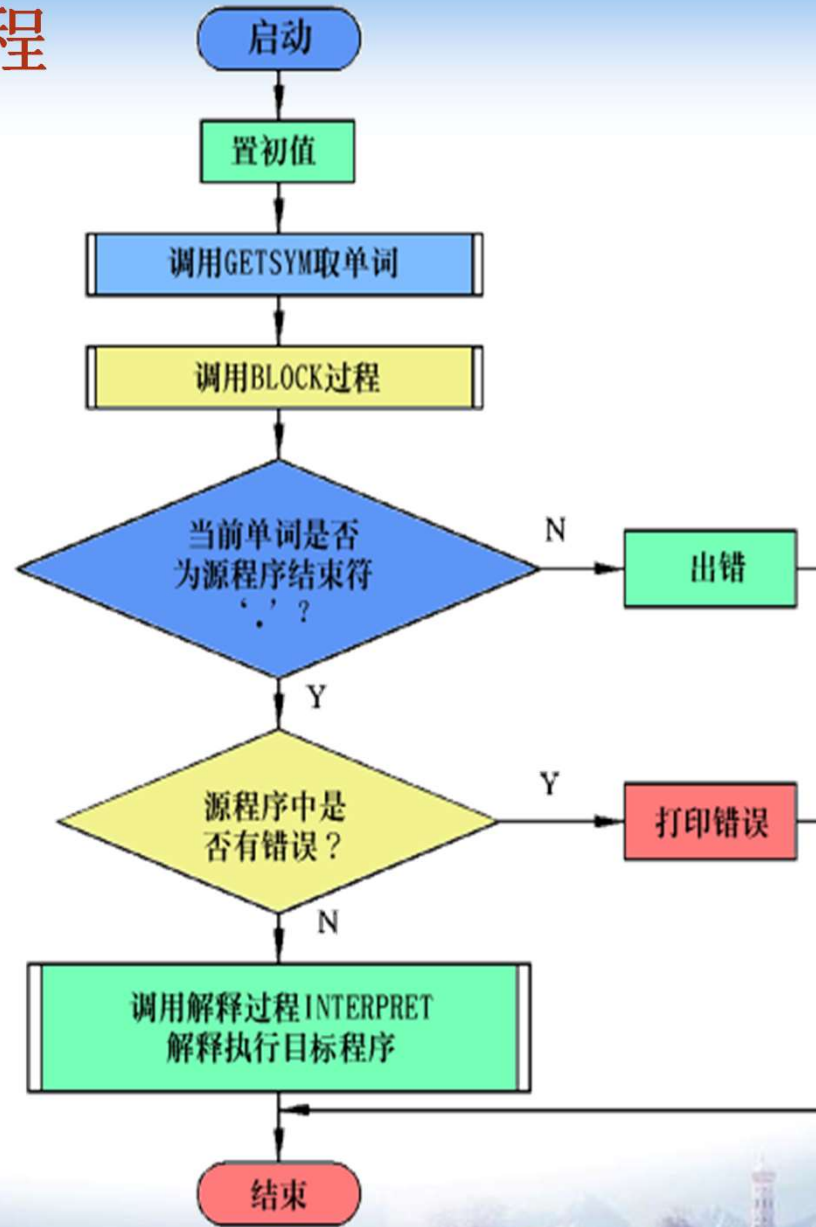 程
启动
置初值
调用GETSYM取单词
调用BLOCK过程
当前单词是否
为源程序结束符
‘.’?
N
出错
Y
源程序中是
否有错误?
Y
打印错误
N
调用解释过程INTERPRET
解释执行目标程序
结束